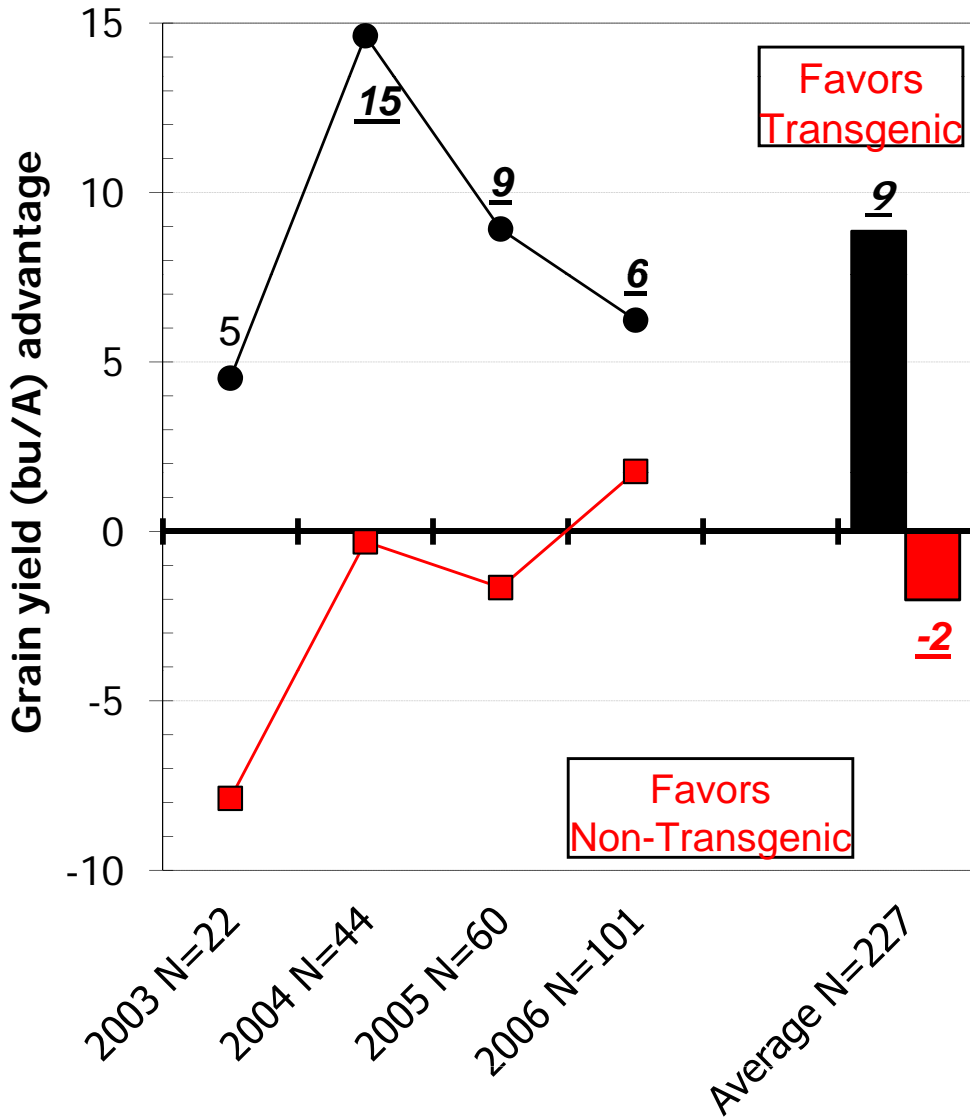 Grain yield (bu/A) advantage
15
10
5
0
-5
-10
5
15
9
6
9
-2
Favors
Transgenic
Favors
Non-Transgenic
2003 N=22
2004 N=44
2005 N=60
2006 N=101
Average N=227